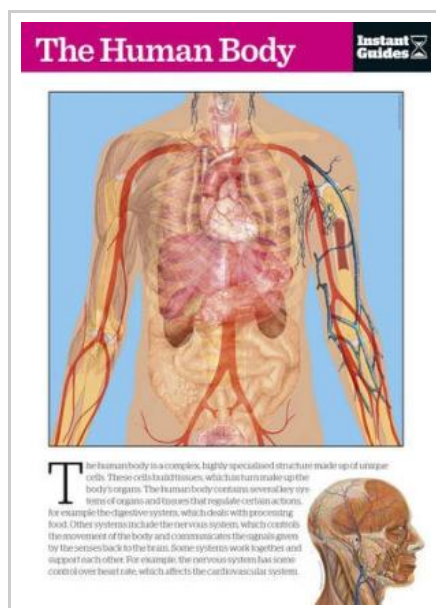 The Human Body
Instant
Guides
The human body is a complex, highly specialised structure made up of unique
cells. These cells build tissues, which in turn make up the
body's organs. The human body contains several key sys
tems of organs and tissues that regulate certain actions,
for example the digestive system, which deals with processing
food. Other systems include the nervous system, which controls
the movement of the body and communicates the signals given
by the senses back to the brain. Some systems work together and
support each other. For example, the nervous system has some
control over heart rate, which affects the cardiovascular system.